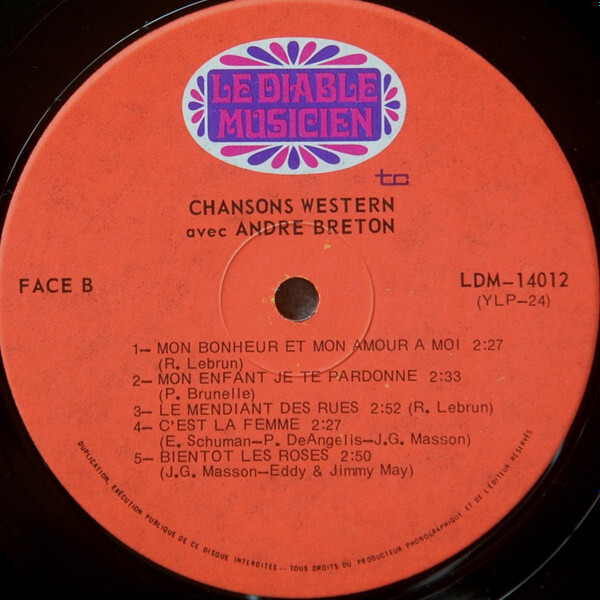 LE DIABLE
MUSICIEN
tc
CHANSONS WESTERN
avec ANDRE BRETON
FACE B
LDM-14012
(YLP-24)
1- MON BONHEUR ET MON AMOUR A MOI 2:27
(R. Lebrun)
2- MON ENFANT JE TE PARDONNE 2:33
(P. Brunelle)
3- LE MENDIANT DES RUES 2:52 (R. Lebrun)
4- C'EST LA FEMME 2:27
(E. Schuman-P. DeAngelis-J.G. Masson)
5- BIENTOT LES ROSES 2:50
(J.G. Masson-Eddy & Jimmy May)
DUPLICATION, EXÉCUTION PUBLIQUE DE CE DISQUE INTERDITES -- TOUS DROITS DU PRODUCTEUR PHONOGRAPHIQUE ET DE L'ÉDITEUR RÉSERVÉS